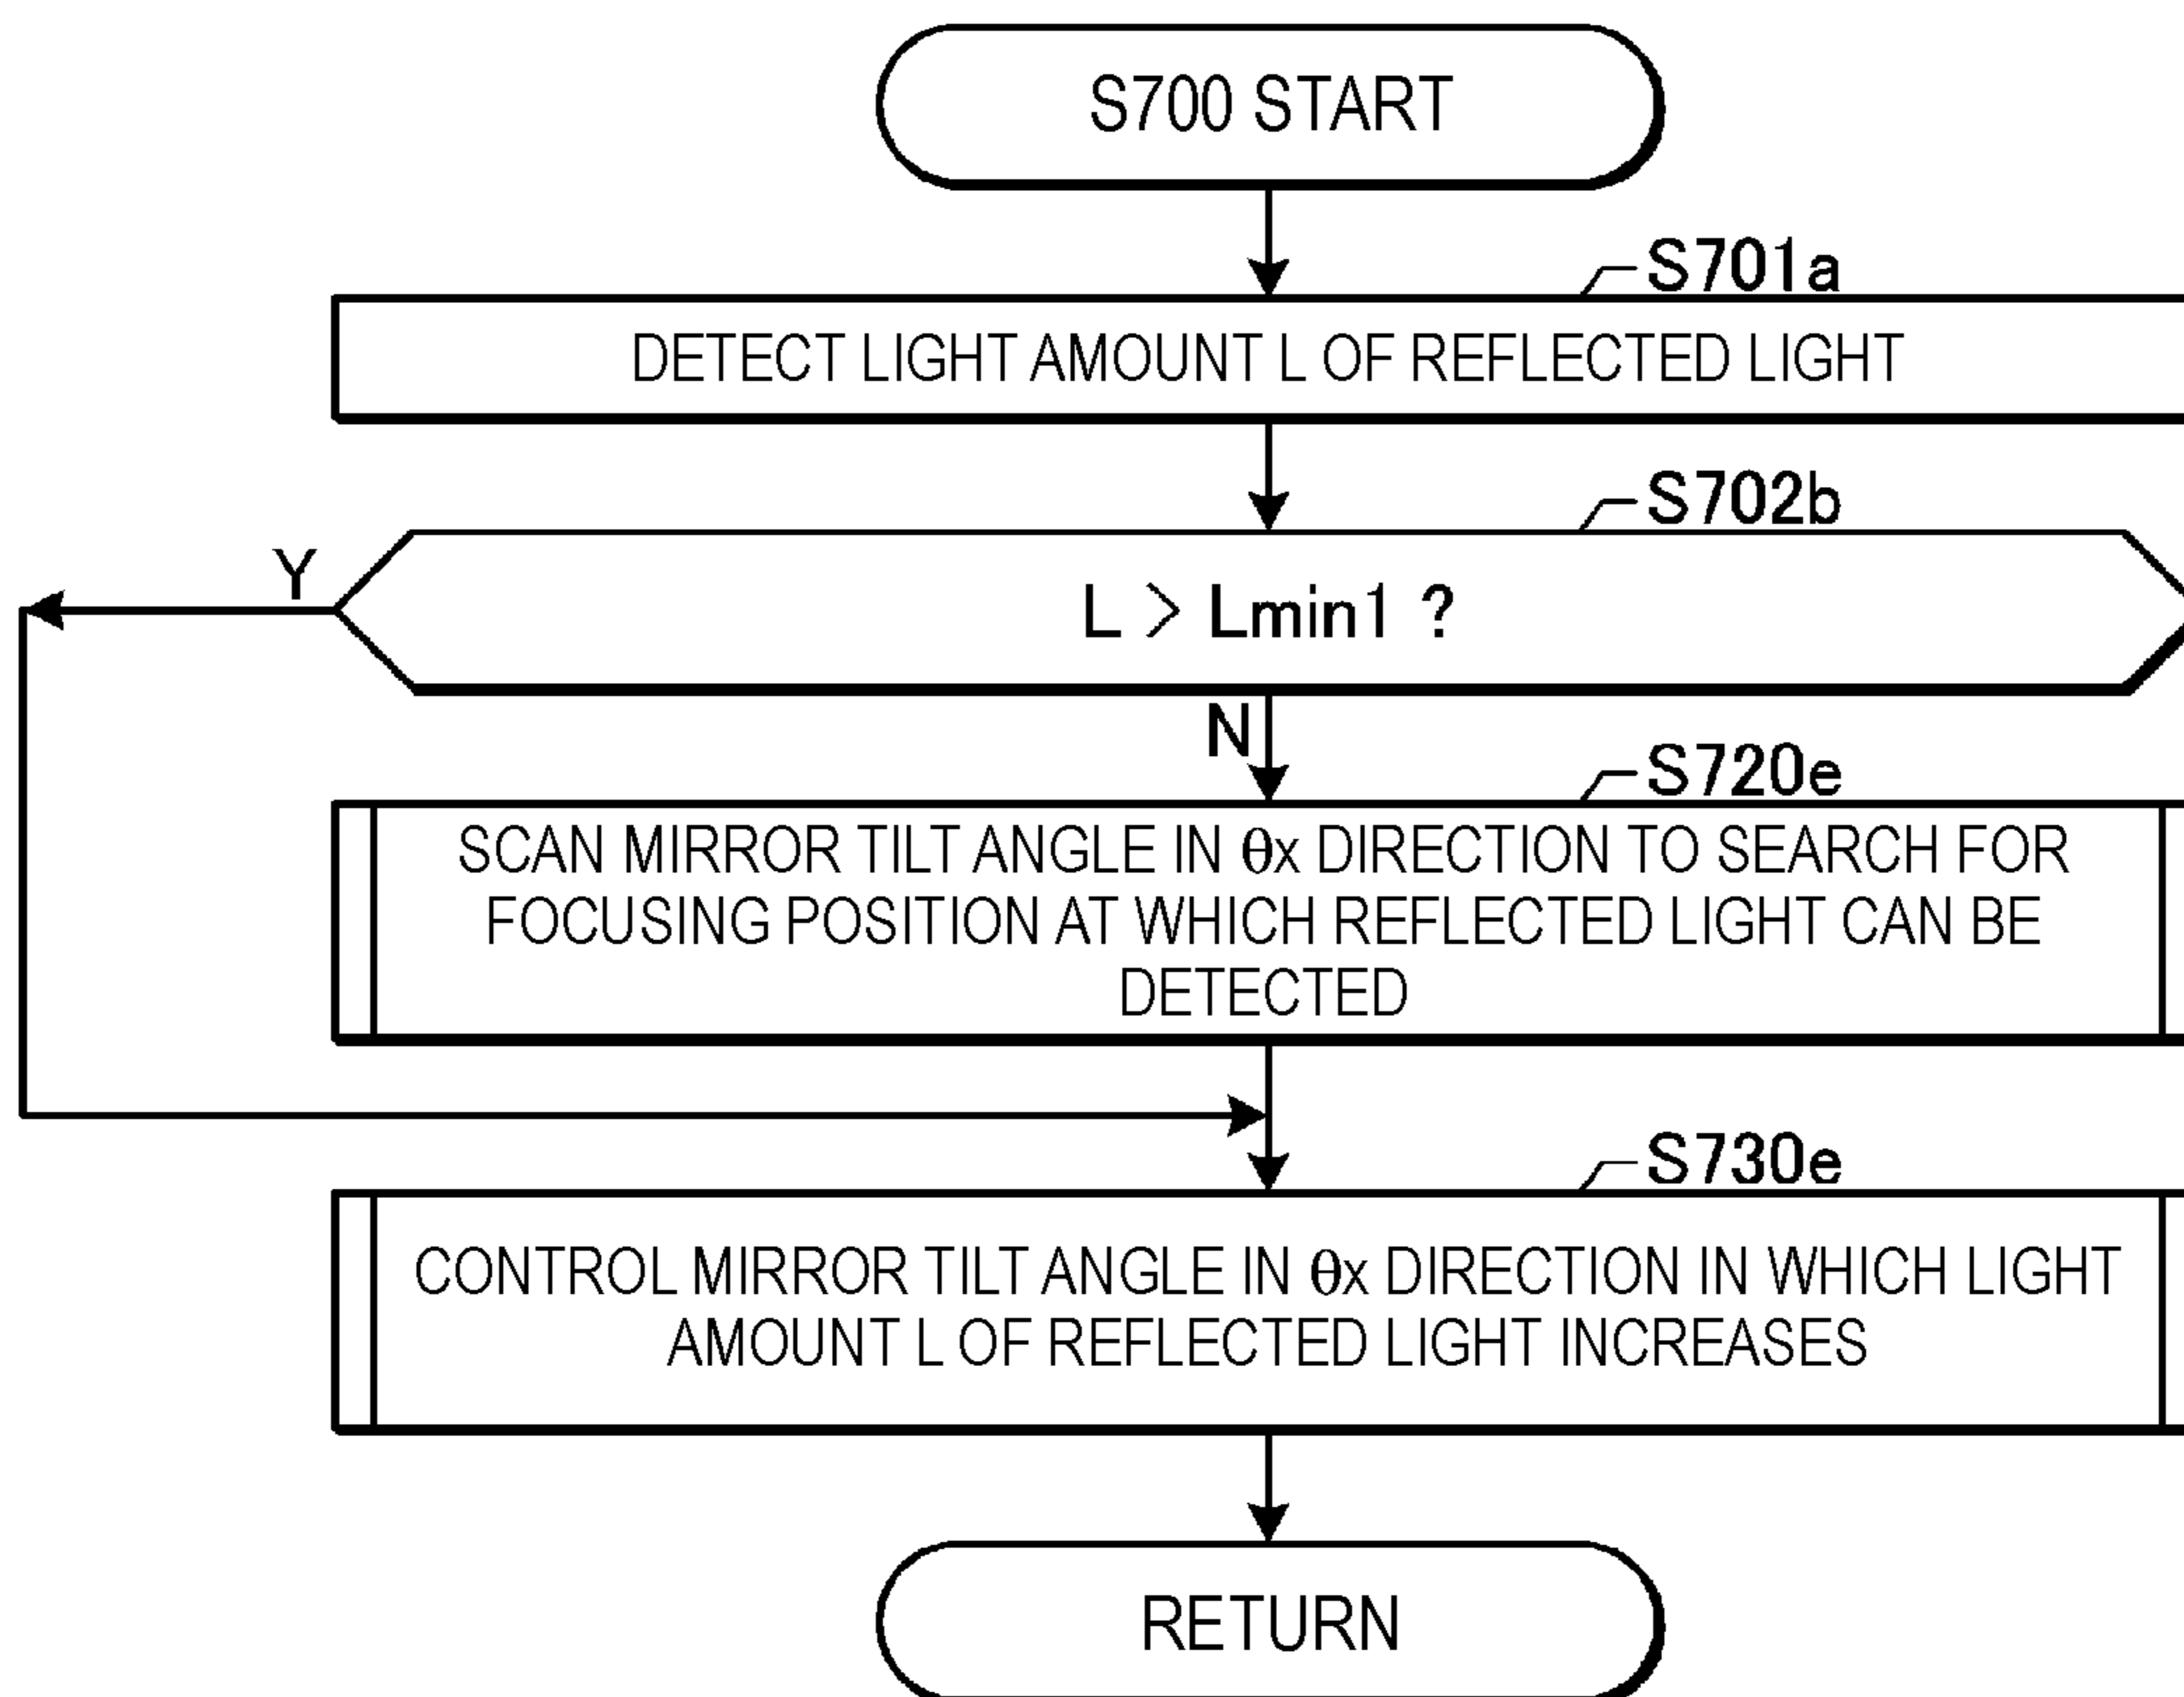 S700 START
S701a
DETECT LIGHT AMOUNT L OF REFLECTED LIGHT
S702b
Y
L > Lmin1 ?
N
S720e
SCAN MIRROR TILT ANGLE IN θx DIRECTION TO SEARCH FOR
FOCUSING POSITION AT WHICH REFLECTED LIGHT CAN BE
DETECTED
S730e
CONTROL MIRROR TILT ANGLE IN θx DIRECTION IN WHICH LIGHT
AMOUNT L OF REFLECTED LIGHT INCREASES
RETURN